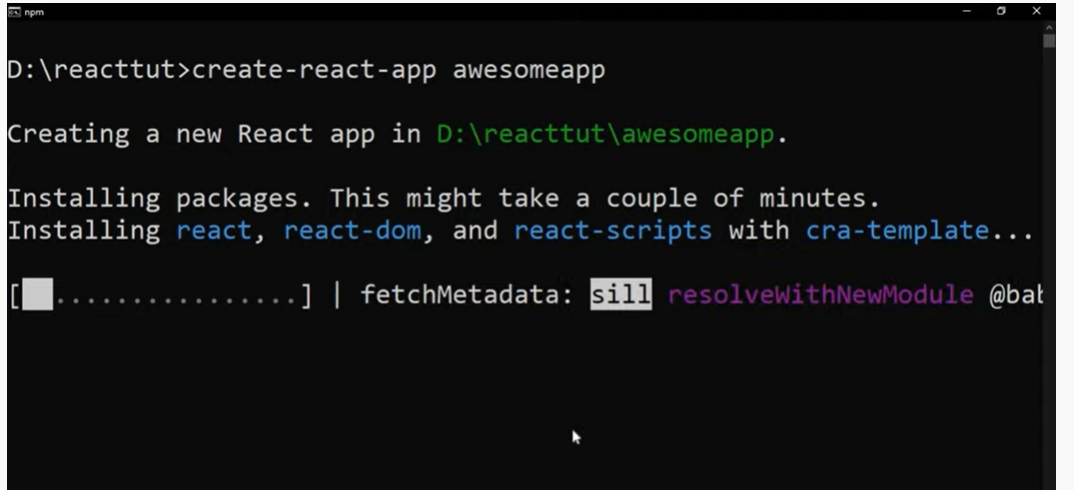 npm
D:\reacttut>create-react-app awesomeapp
Creating a new React app in D:\reacttut\awesomeapp.
Installing packages. This might take a couple of minutes.
Installing react, react-dom, and react-scripts with cra-template...
[ ................] | fetchMetadata: sill resolveWithNewModule @bab